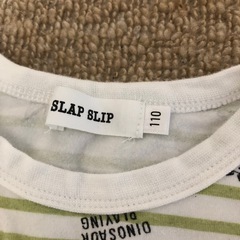 SLAP SLIP
110
DINOSAUR
PLAYING